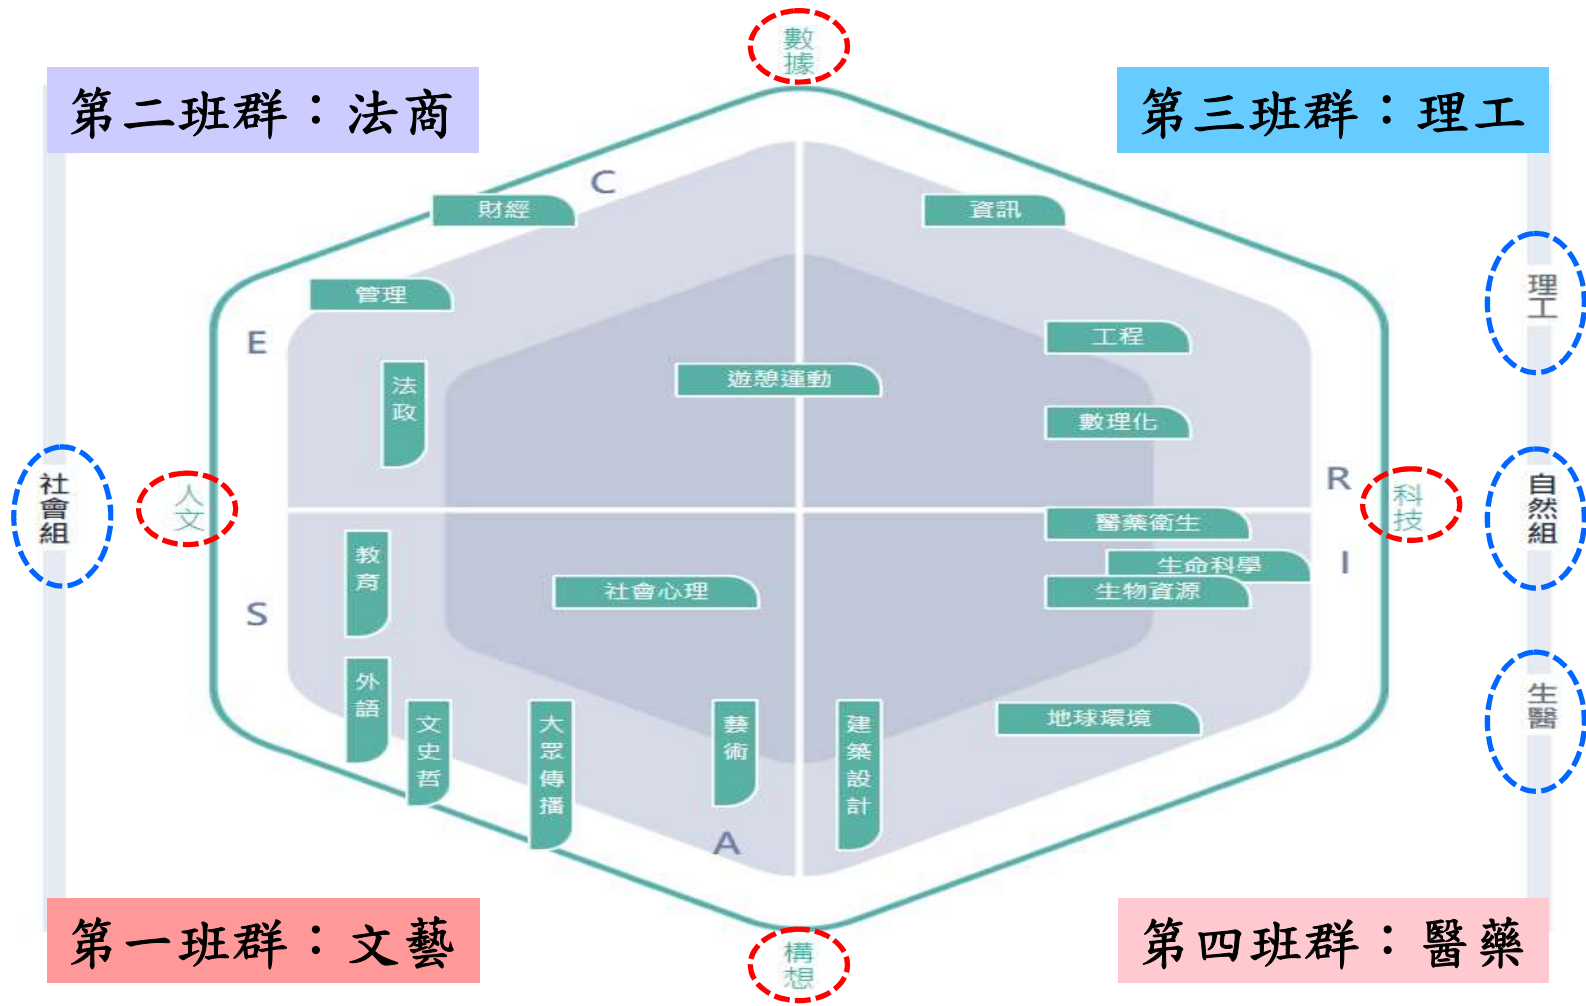 數據
第二班群：法商
第三班群：理工
C
財經
資訊
管理
理工
E
工程
法政
遊憩運動
數理化
社會組
人文
R
科技
自然組
醫藥衛生
教育
生命科學
I
社會心理
生物資源
S
外語
生醫
文史哲
大眾傳播
藝術
建築設計
地球環境
A
第一班群：文藝
第四班群：醫藥
構想